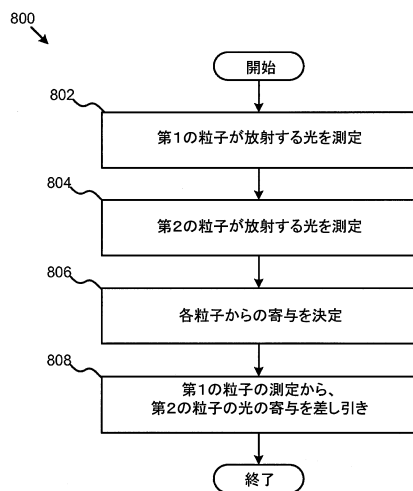 800
開始
802
第1の粒子が放射する光を測定
804
第2の粒子が放射する光を測定
806
各粒子からの寄与を決定
808
第1の粒子の測定から、
第2の粒子の光の寄与を差し引き
終了